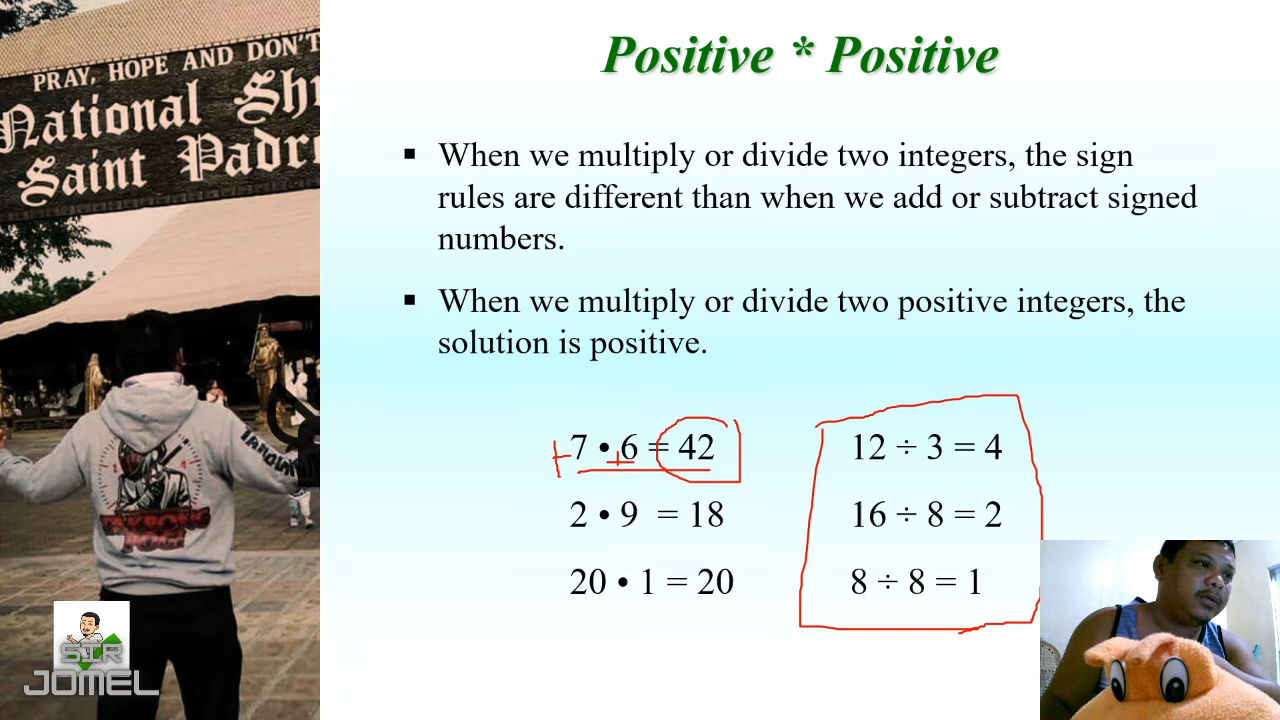 PRAY, HOPE AND DON'T
National Sh
Saint Padr
Positive * Positive
▪ When we multiply or divide two integers, the sign
rules are different than when we add or subtract signed
numbers.
▪ When we multiply or divide two positive integers, the
solution is positive.
+ +
7 • 6 = 42
2 • 9 = 18
20 • 1 = 20
12 ÷ 3 = 4
16 ÷ 8 = 2
8 ÷ 8 = 1
SIR
JOMEL